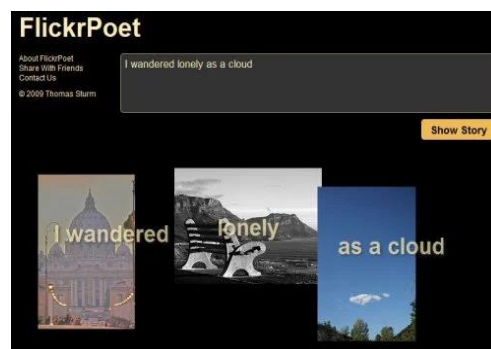 FlickrPoet
About FlickrPoet
Share With Friends
Contact Us
© 2009 Thomas Sturm
I wandered lonely as a cloud
Show Story
I wandered
lonely
as a cloud